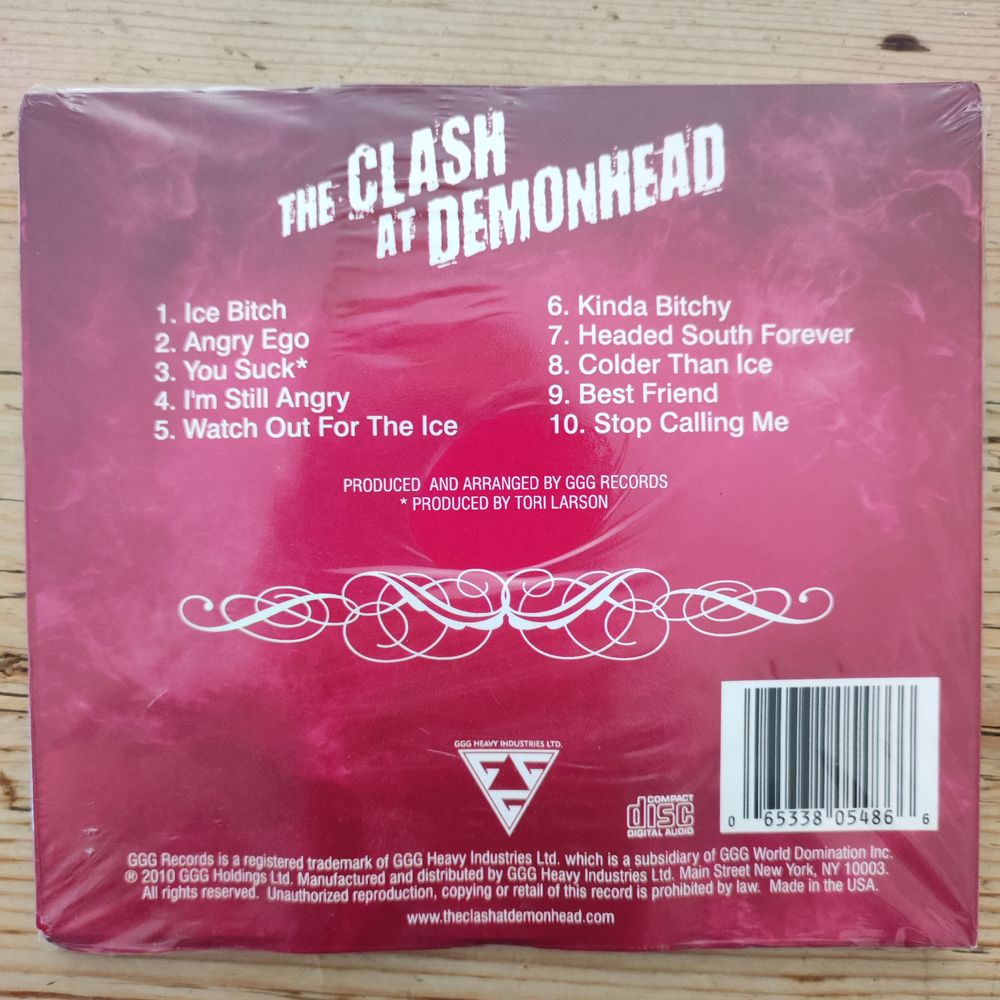 THE CLASH
AT DEMONHEAD
1. Ice Bitch
2. Angry Ego
3. You Suck*
4. I'm Still Angry
5. Watch Out For The Ice
6. Kinda Bitchy
7. Headed South Forever
8. Colder Than Ice
9. Best Friend
10. Stop Calling Me
PRODUCED AND ARRANGED BY GGG RECORDS
* PRODUCED BY TORI LARSON
GGG HEAVY INDUSTRIES LTD.
GGG
COMPACT
disc
DIGITAL AUDIO
0 65338 05486 6
GGG Records is a registered trademark of GGG Heavy Industries Ltd. which is a subsidiary of GGG World Domination Inc.
® 2010 GGG Holdings Ltd. Manufactured and distributed by GGG Heavy Industries Ltd. Main Street New York, NY 10003.
All rights reserved. Unauthorized reproduction, copying or retail of this record is prohibited by law. Made in the USA.
www.theclashatdemonhead.com